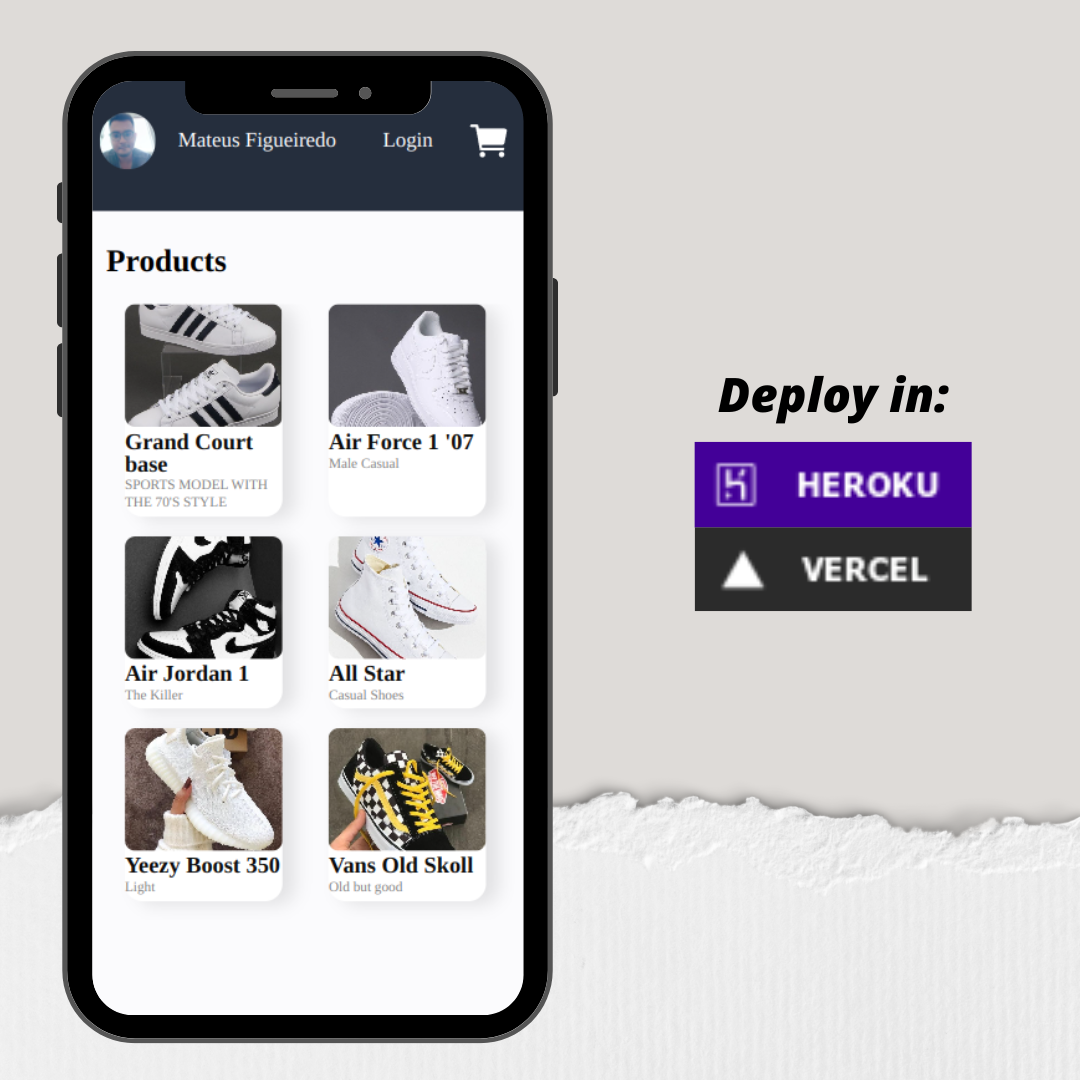 Mateus Figueiredo
Login
Products
Grand Court
base
SPORTS MODEL WITH
THE 70'S STYLE
Air Force 1 '07
Male Casual
Air Jordan 1
The Killer
All Star
Casual Shoes
Yeezy Boost 350
Light
Vans Old Skoll
Old but good
Deploy in:
HEROKU
VERCEL